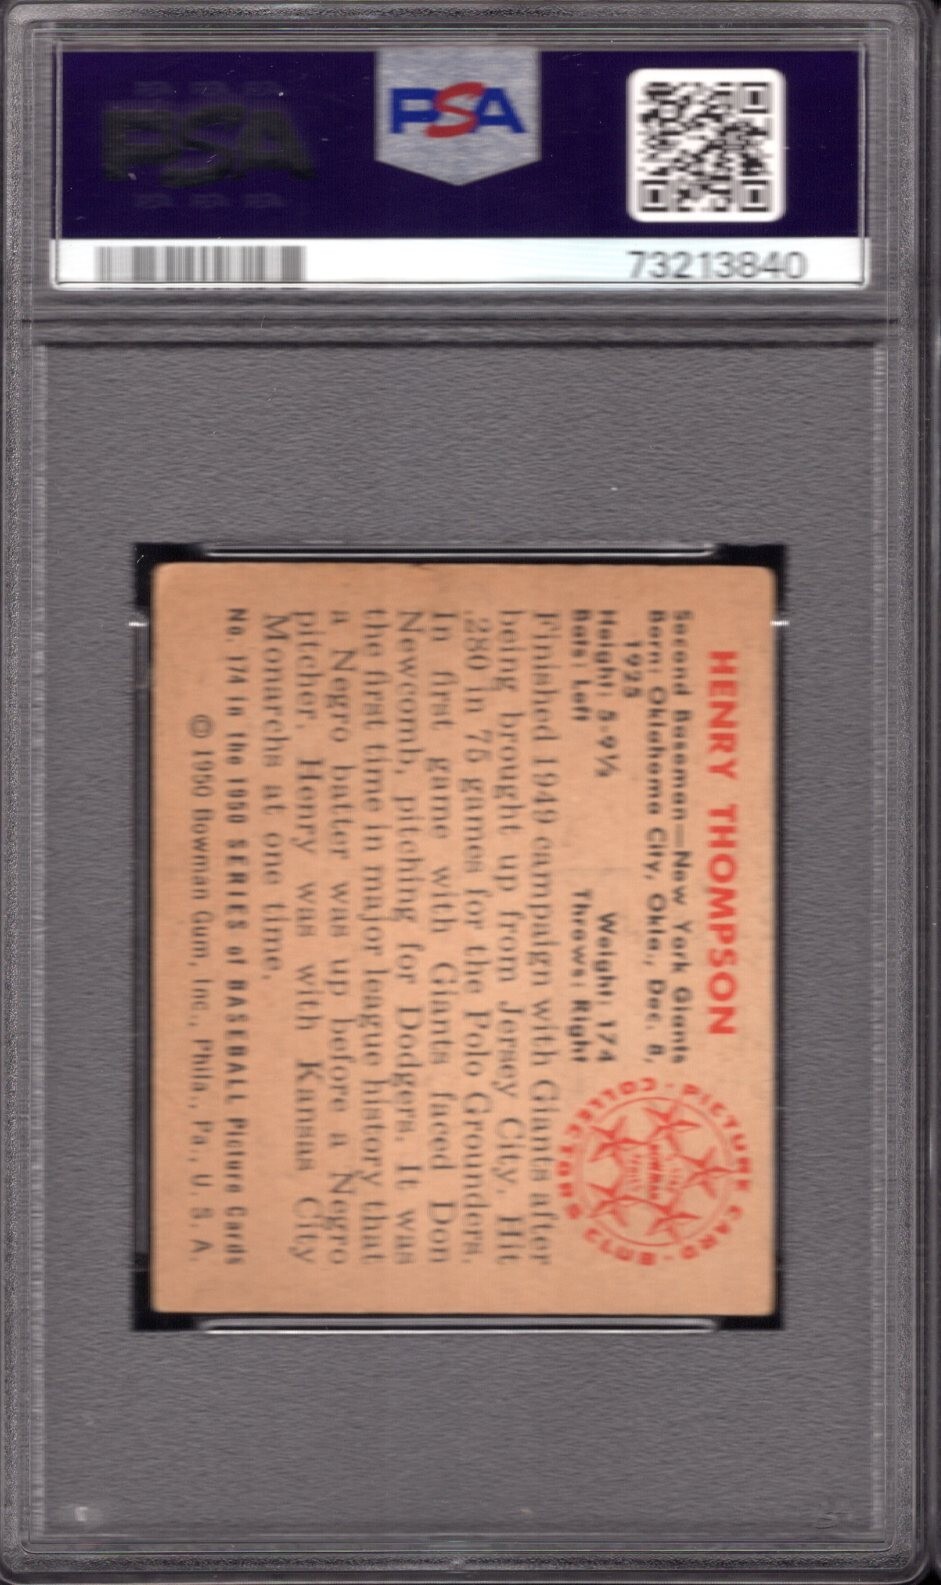 PSA
PSA
73213840
HENRY THOMPSON
Second Baseman—New York Giants
Born: Oklahoma City, Okla., Dec. 8,
1925
Height: 5-9½ Weight: 174
Bats: Left Throws: Right
Finished 1949 campaign with Giants after
being brought up from Jersey City. Hit
.280 in 75 games for the Polo Grounders.
In first game with Giants faced Don
Newcomb, pitching for Dodgers. It was
the first time in major league history that
a Negro batter was up before a Negro
pitcher. Henry was with Kansas City
Monarchs at one time.
No. 174 in the 1950 SERIES of BASEBALL Picture Cards
© 1950 Bowman Gum, Inc., Phila., Pa., U. S. A.
PICTURE CARD
COLLECTORS CLUB
BOWMAN